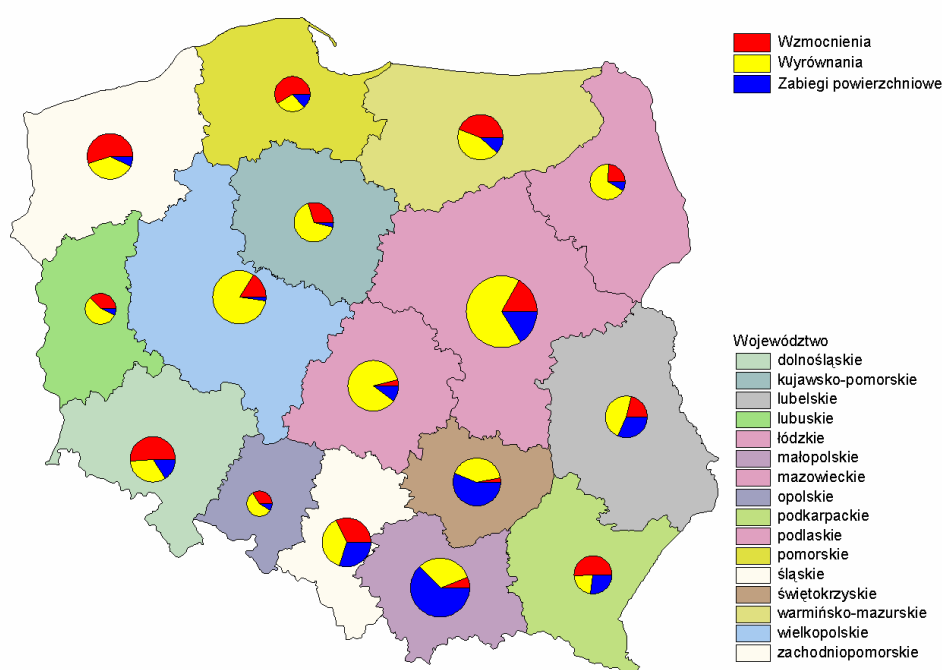 Wzmocnienia
Wyrównania
Zabiegi powierzchniowe
Województwo
dolnośląskie
kujawsko-pomorskie
lubelskie
lubuskie
łódzkie
małopolskie
mazowieckie
opolskie
podkarpackie
podlaskie
pomorskie
śląskie
świętokrzyskie
warmińsko-mazurskie
wielkopolskie
zachodniopomorskie